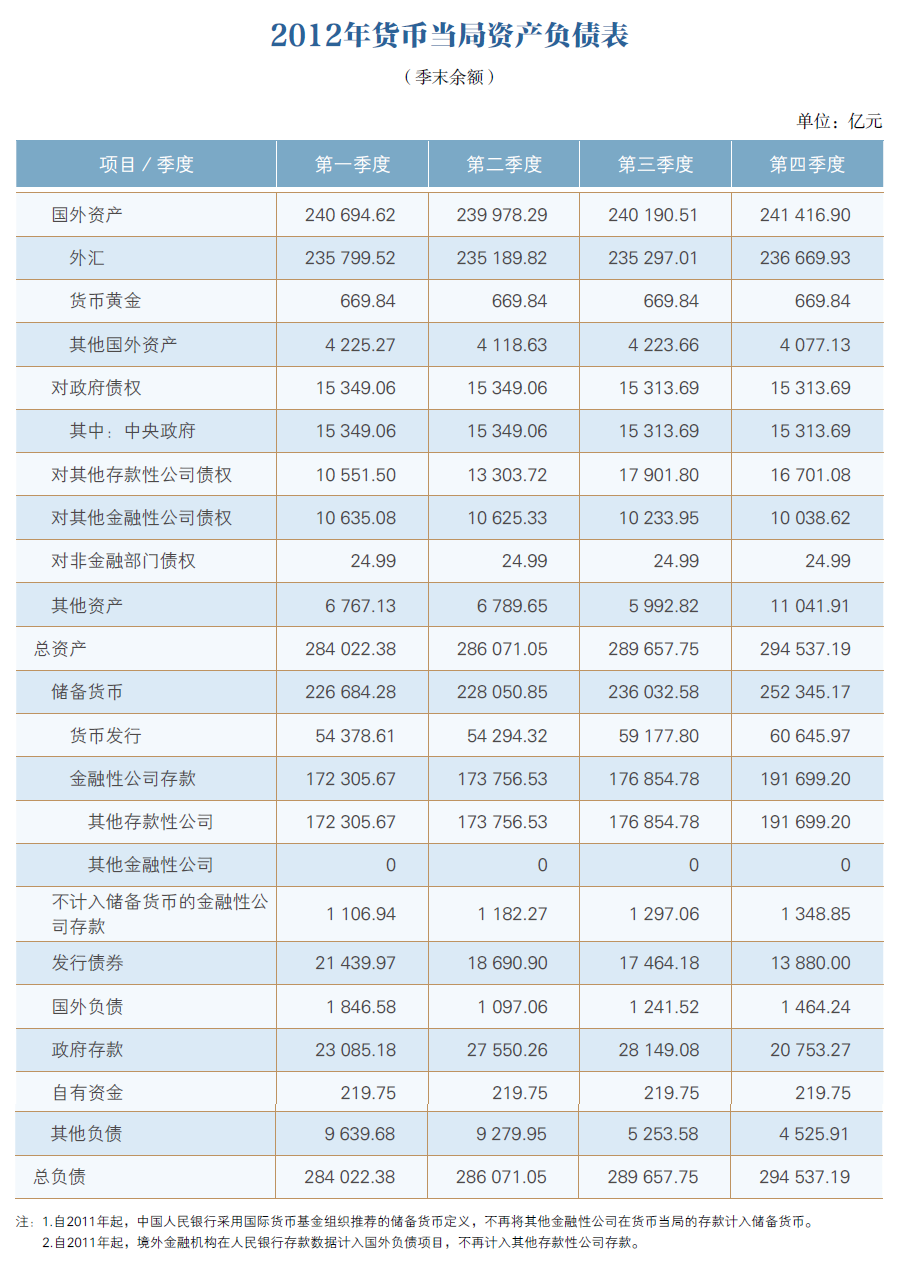 2012年货币当局资产负债表
（季末余额）
单位：亿元
项目／季度 第一季度 第二季度 第三季度 第四季度
国外资产 240 694.62 239 978.29 240 190.51 241 416.90
外汇 235 799.52 235 189.82 235 297.01 236 669.93
货币黄金 669.84 669.84 669.84 669.84
其他国外资产 4 225.27 4 118.63 4 223.66 4 077.13
对政府债权 15 349.06 15 349.06 15 313.69 15 313.69
其中：中央政府 15 349.06 15 349.06 15 313.69 15 313.69
对其他存款性公司债权 10 551.50 13 303.72 17 901.80 16 701.08
对其他金融性公司债权 10 635.08 10 625.33 10 233.95 10 038.62
对非金融部门债权 24.99 24.99 24.99 24.99
其他资产 6 767.13 6 789.65 5 992.82 11 041.91
总资产 284 022.38 286 071.05 289 657.75 294 537.19
储备货币 226 684.28 228 050.85 236 032.58 252 345.17
货币发行 54 378.61 54 294.32 59 177.80 60 645.97
金融性公司存款 172 305.67 173 756.53 176 854.78 191 699.20
其他存款性公司 172 305.67 173 756.53 176 854.78 191 699.20
其他金融性公司 0 0 0 0
不计入储备货币的金融性公
司存款 1 106.94 1 182.27 1 297.06 1 348.85
发行债券 21 439.97 18 690.90 17 464.18 13 880.00
国外负债 1 846.58 1 097.06 1 241.52 1 464.24
政府存款 23 085.18 27 550.26 28 149.08 20 753.27
自有资金 219.75 219.75 219.75 219.75
其他负债 9 639.68 9 279.95 5 253.58 4 525.91
总负债 284 022.38 286 071.05 289 657.75 294 537.19
注：1.自2011年起，中国人民银行采用国际货币基金组织推荐的储备货币定义，不再将其他金融性公司在货币当局的存款计入储备货币。
2.自2011年起，境外金融机构在人民银行存款数据计入国外负债项目，不再计入其他存款性公司存款。